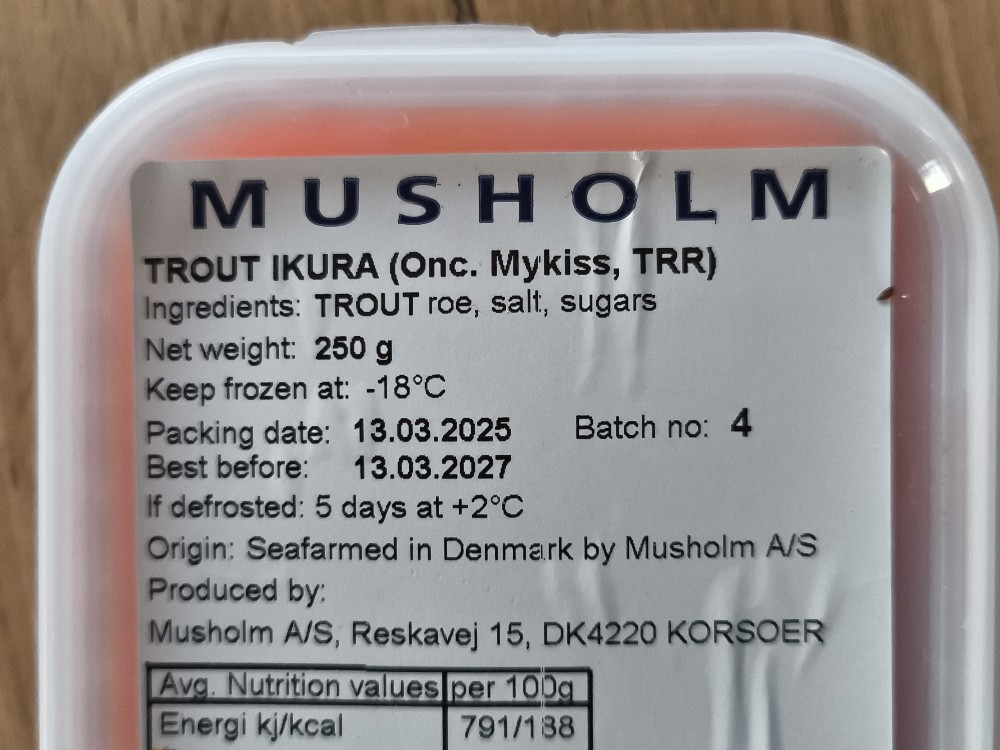 MUSHOLM
TROUT IKURA (Onc. Mykiss, TRR)
Ingredients: TROUT roe, salt, sugars
Net weight: 250 g
Keep frozen at: -18°C
Packing date: 13.03.2025 Batch no: 4
Best before: 13.03.2027
If defrosted: 5 days at +2°C
Origin: Seafarmed in Denmark by Musholm A/S
Produced by:
Musholm A/S, Reskavej 15, DK4220 KORSOER
Avg. Nutrition values per 100g
Energi kj/kcal 791/188